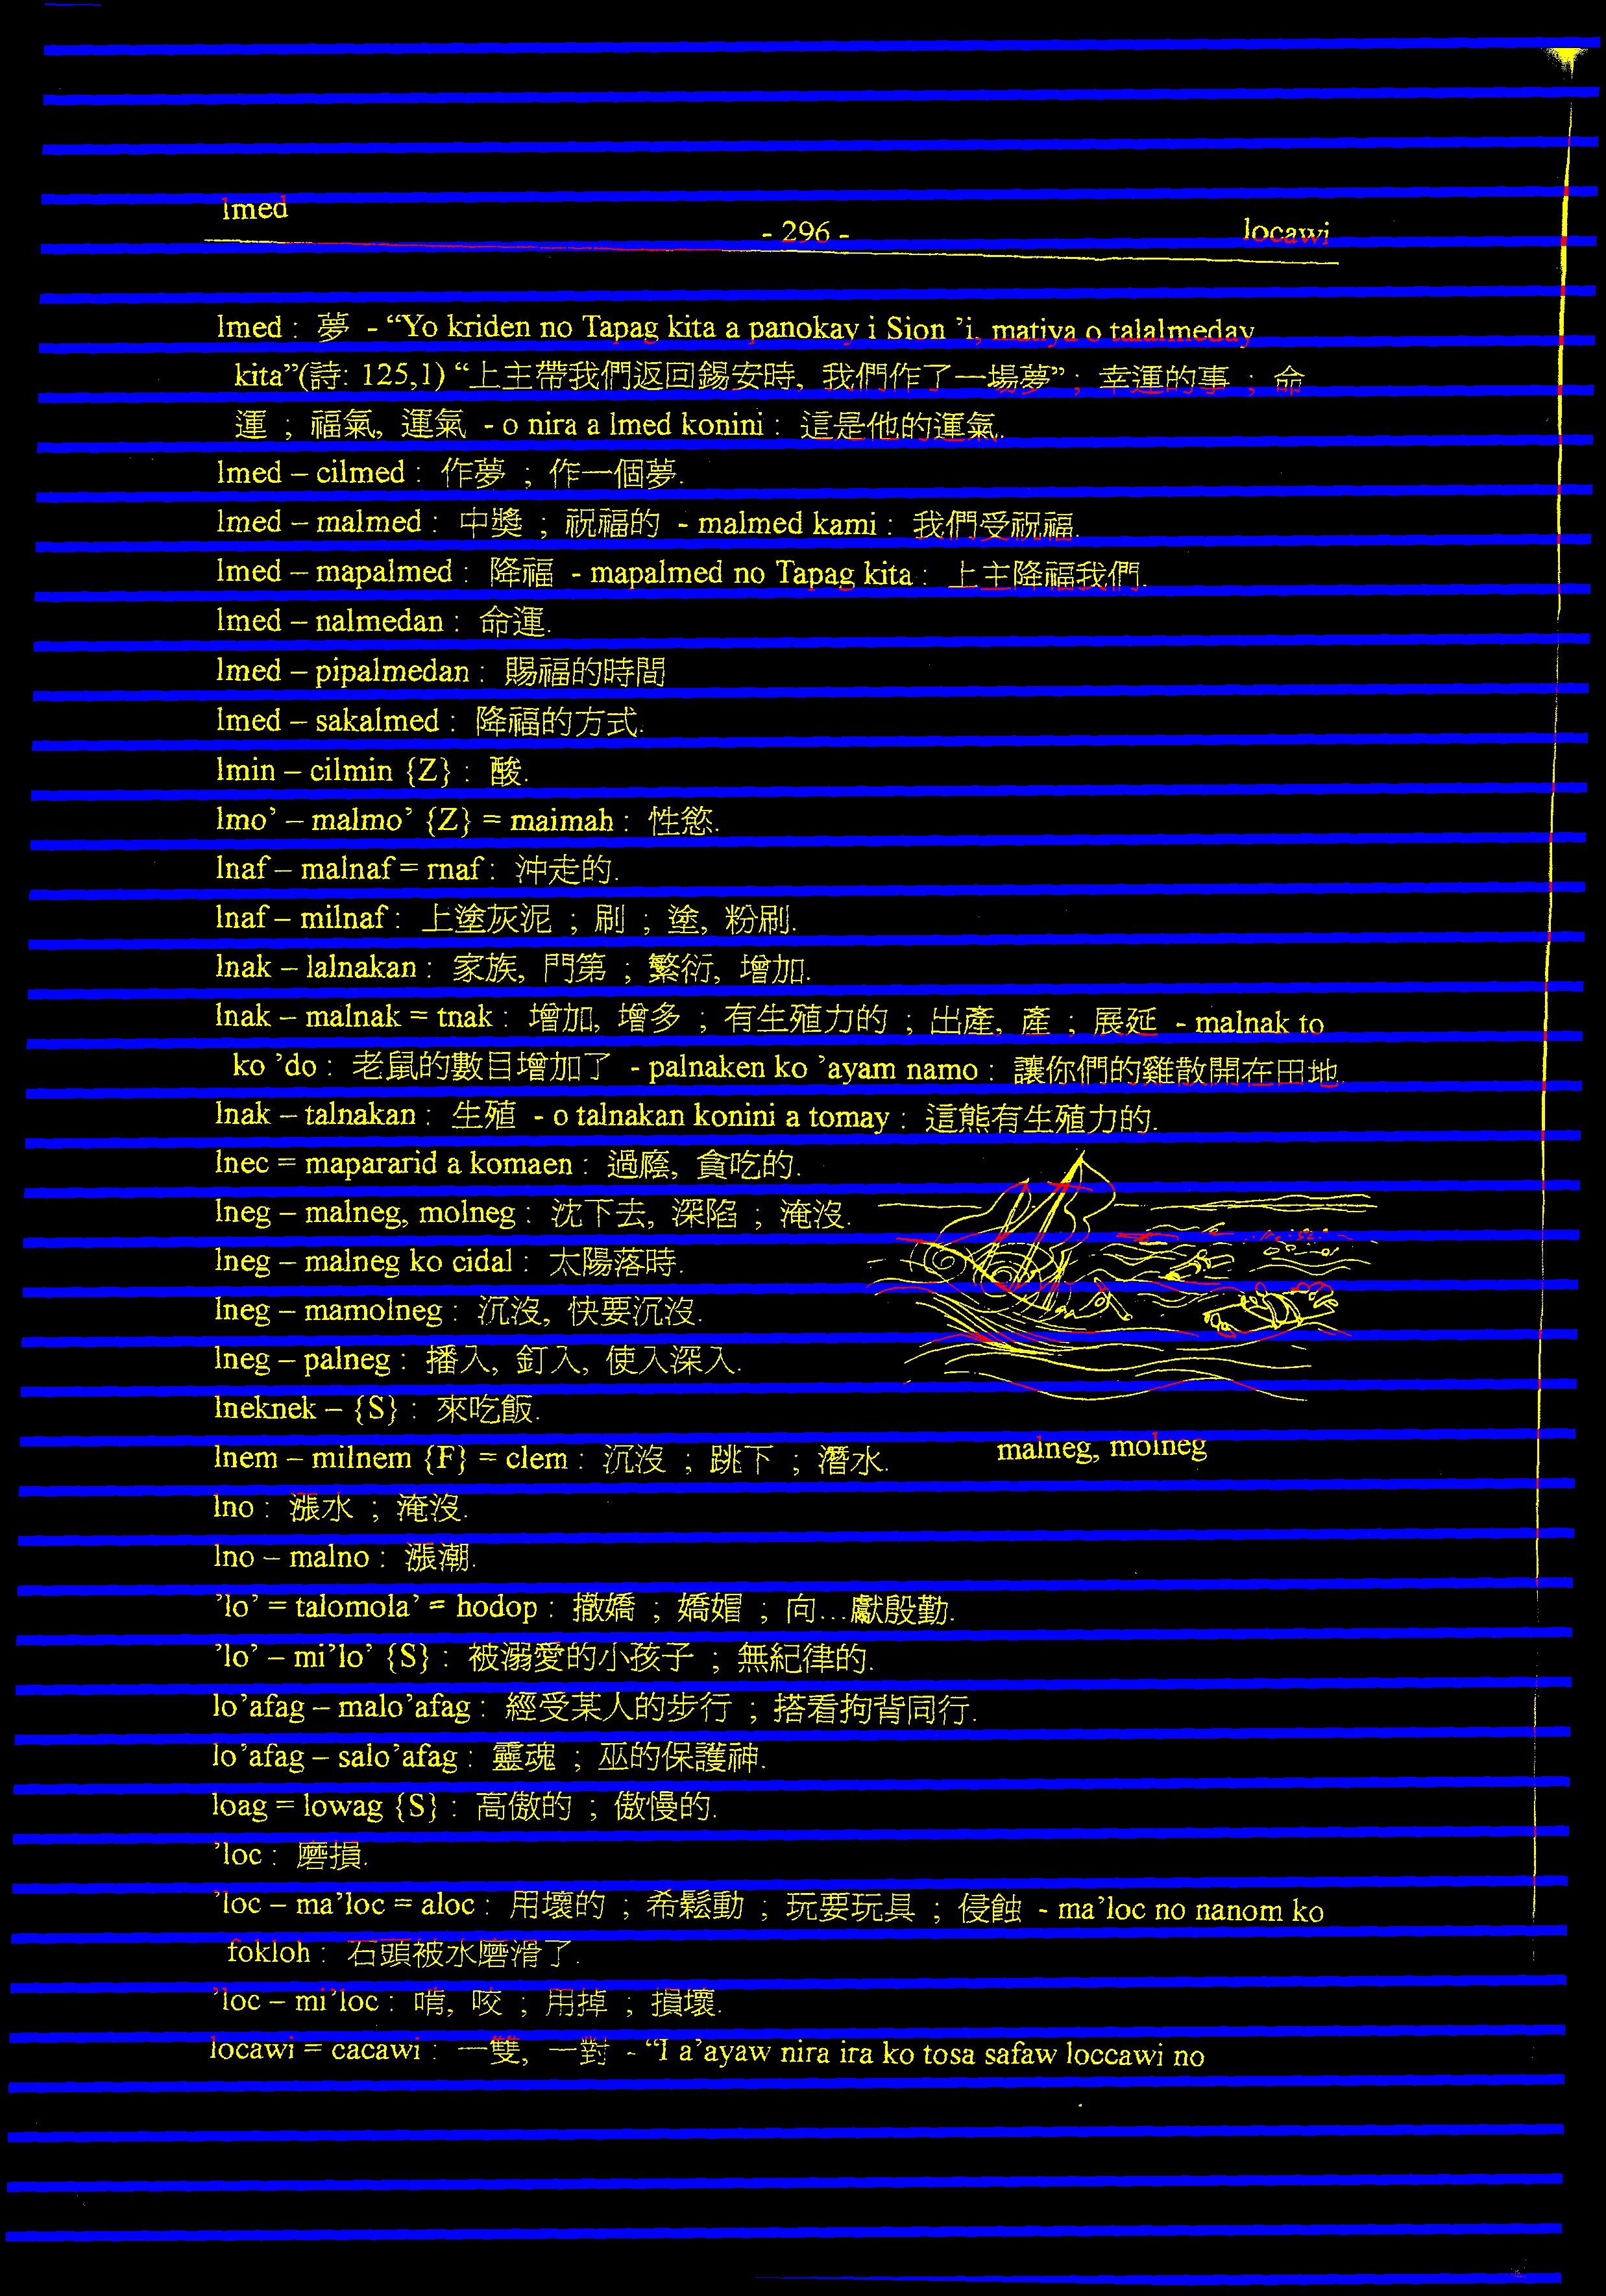 lmed
- 296 -
locawi
lmed : 夢 - “Yo kriden no Tapag kita a panokay i Sion ’i, matiya o talalmeday
kita”(詩: 125,1) “上主帶我們返回錫安時, 我們作了一場夢” ; 幸運的事 ; 命
運 ; 福氣, 運氣 - o nira a lmed konini : 這是他的運氣.
lmed – cilmed : 作夢 ; 作一個夢.
lmed – malmed : 中獎 ; 祝福的 - malmed kami : 我們受祝福.
lmed – mapalmed : 降福 - mapalmed no Tapag kita : 上主降福我們.
lmed – nalmedan : 命運.
lmed – pipalmedan : 賜福的時間
lmed – sakalmed : 降福的方式.
lmin – cilmin {Z} : 酸.
lmo’ – malmo’ {Z} = maimah : 性慾.
lnaf – malnaf = rnaf : 沖走的.
lnaf – milnaf : 上塗灰泥 ; 刷 ; 塗, 粉刷.
lnak – lalnakan : 家族, 門第 ; 繁衍, 增加.
lnak – malnak = tnak : 增加, 增多 ; 有生殖力的 ; 出產, 產 ; 展延 - malnak to
ko ’do : 老鼠的數目增加了 - palnaken ko ’ayam namo : 讓你們的雞散開在田地.
lnak – talnakan : 生殖 - o talnakan konini a tomay : 這熊有生殖力的.
lnec = mapararid a komaen : 過, 貪吃的.
lneg – malneg, molneg : 沈下去, 深陷 ; 淹沒.
lneg – malneg ko cidal : 太陽落時.
lneg – mamolneg : 沉沒, 快要沉沒.
lneg – palneg : 播入, 釘入, 使入深入.
lneknek – {S} : 來吃飯.
lnem – milnem {F} = clem : 沉沒 ; 跳下 ; 潛水.
malneg, molneg
lno : 漲水 ; 淹沒.
lno – malno : 漲潮.
’lo’ = talomola’ = hodop : 撒嬌 ; 嬌媚 ; 向…獻殷勤.
’lo’ – mi’lo’ {S} : 被溺愛的小孩子 ; 無紀律的.
lo’afag – malo’afag : 經受某人的步行 ; 搭看拘背同行.
lo’afag – salo’afag : 靈魂 ; 巫的保護神.
loag = lowag {S} : 高傲的 ; 傲慢的.
’loc : 磨損.
’loc – ma’loc = aloc : 用壞的 ; 希鬆動 ; 玩要玩具 ; 侵蝕 - ma’loc no nanom ko
fokloh : 石頭被水磨滑了.
’loc – mi’loc : 啃, 咬 ; 用掉 ; 損壞.
locawi = cacawi : 一雙, 一對 - “I a’ayaw nira ira ko tosa safaw loccawi no